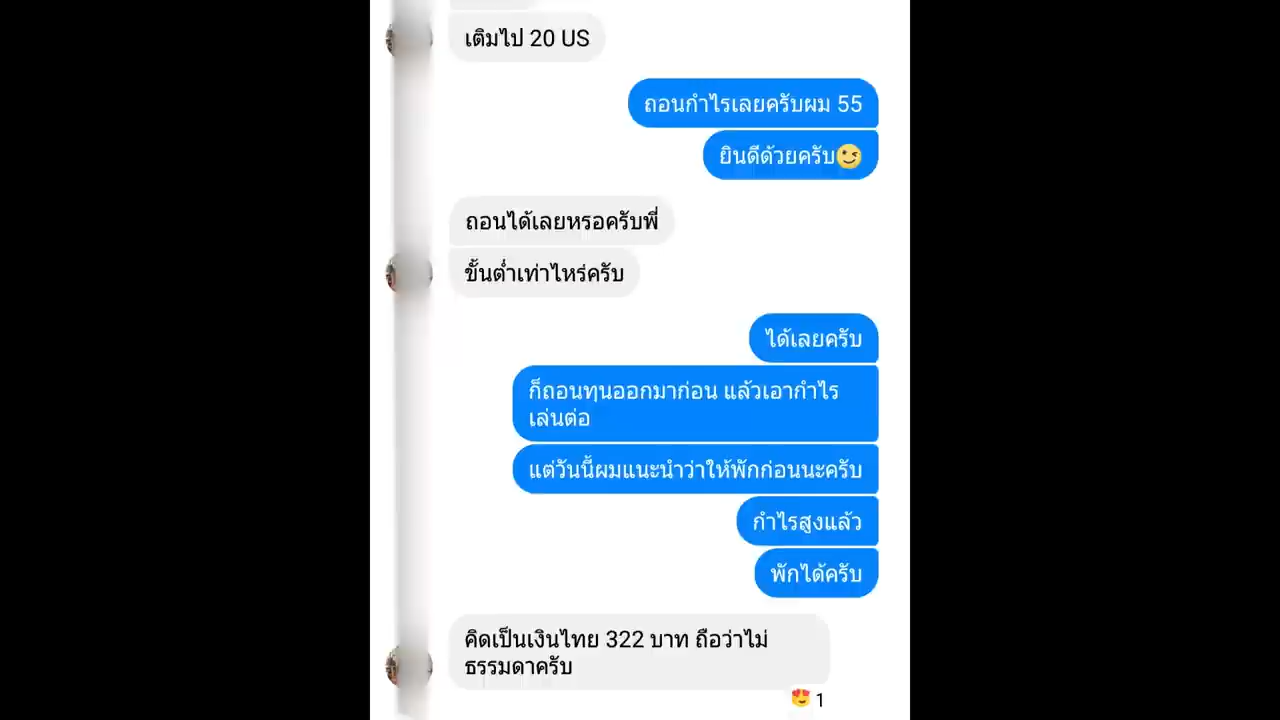 เติมไป 20 US
ถอนกำไรเลยครับผม 55
ยินดีด้วยครับ😉
ถอนได้เลยหรอครับพี่
ขั้นต่ำเท่าไหร่ครับ
ได้เลยครับ
ก็ถอนทุนออกมาก่อน แล้วเอากำไร
เล่นต่อ
แต่วันนี้ผมแนะนำว่าให้พักก่อนนะครับ
กำไรสูงแล้ว
พักได้ครับ
คิดเป็นเงินไทย 322 บาท ถือว่าไม่
ธรรมดาครับ
😍 1